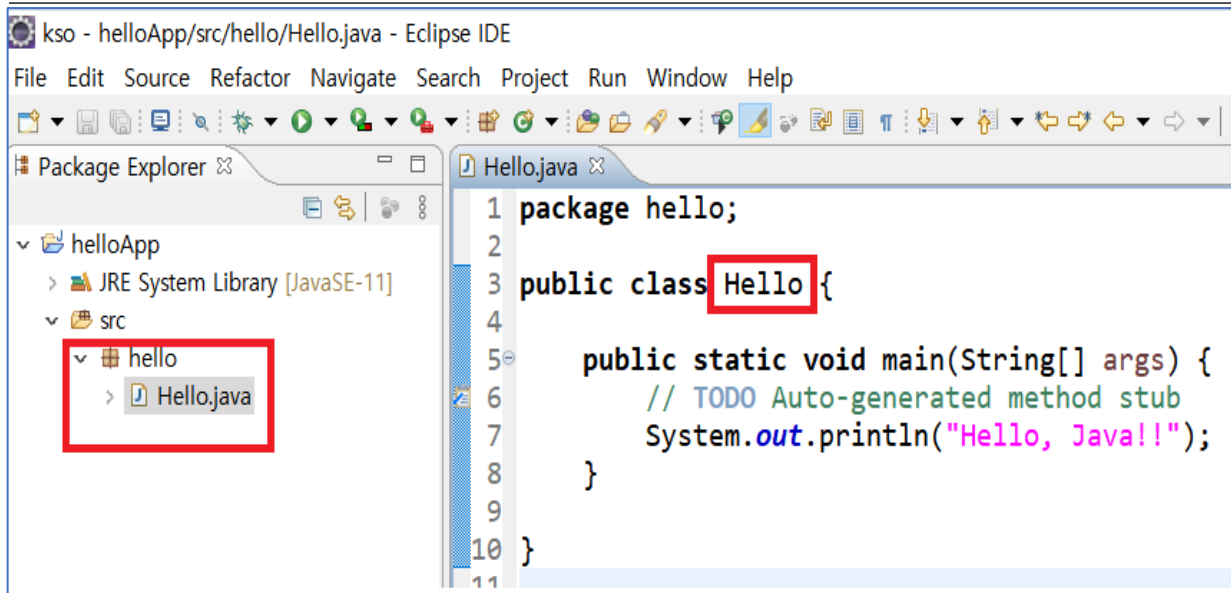 kso - helloApp/src/hello/Hello.java - Eclipse IDE
File Edit Source Refactor Navigate Search Project Run Window Help
Package Explorer
helloApp
JRE System Library [JavaSE-11]
src
hello
Hello.java
Hello.java
1 package hello;
2
3 public class Hello {
4
5 public static void main(String[] args) {
6 // TODO Auto-generated method stub
7 System.out.println("Hello, Java!!");
8 }
9
10 }
11